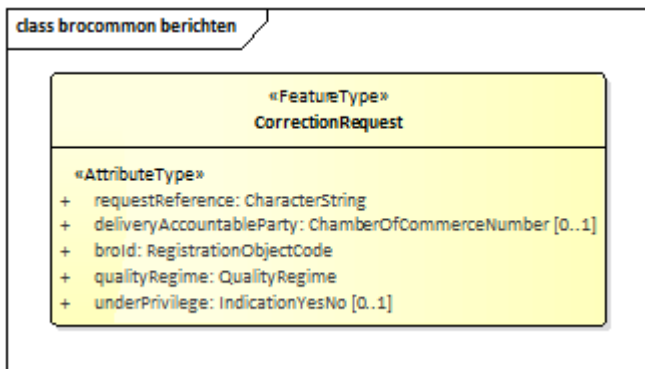 class brocommon berichten
«FeatureType»
CorrectionRequest
«AttributeType»
+ requestReference: CharacterString
+ deliveryAccountableParty: ChamberOfCommerceNumber [0..1]
+ broId: RegistrationObjectCode
+ qualityRegime: QualityRegime
+ underPrivilege: IndicationYesNo [0..1]